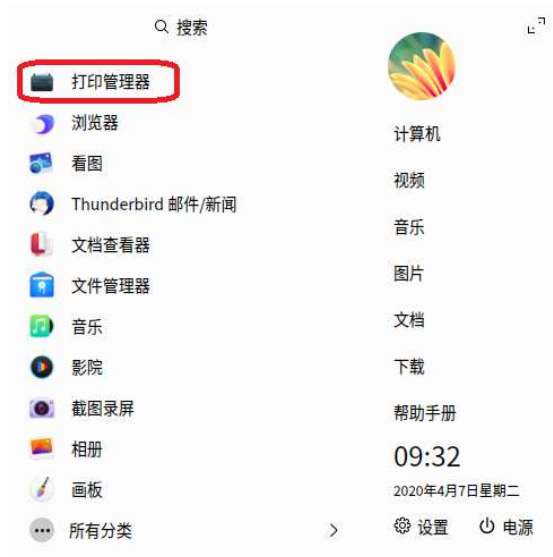 搜索
打印管理器
浏览器
看图
Thunderbird 邮件/新闻
文档查看器
文件管理器
音乐
影院
截图录屏
相册
画板
所有分类
计算机
视频
音乐
图片
文档
下载
帮助手册
09:32
2020年4月7日星期二
设置 电源